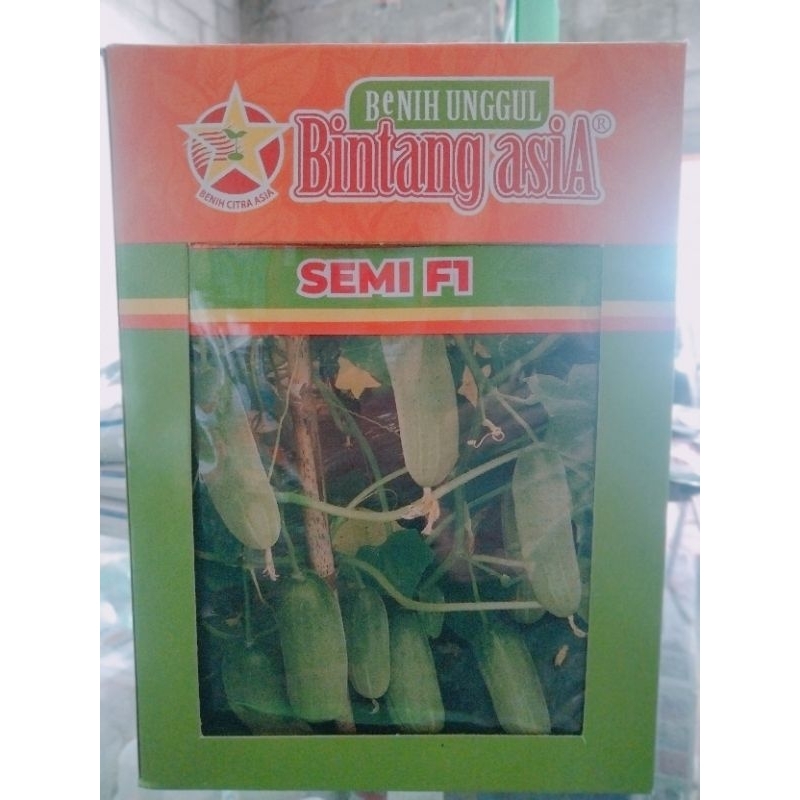 BeNIH UNGGUL
Bintang asiA®
BENIH CITRA ASIA
SEMI F1